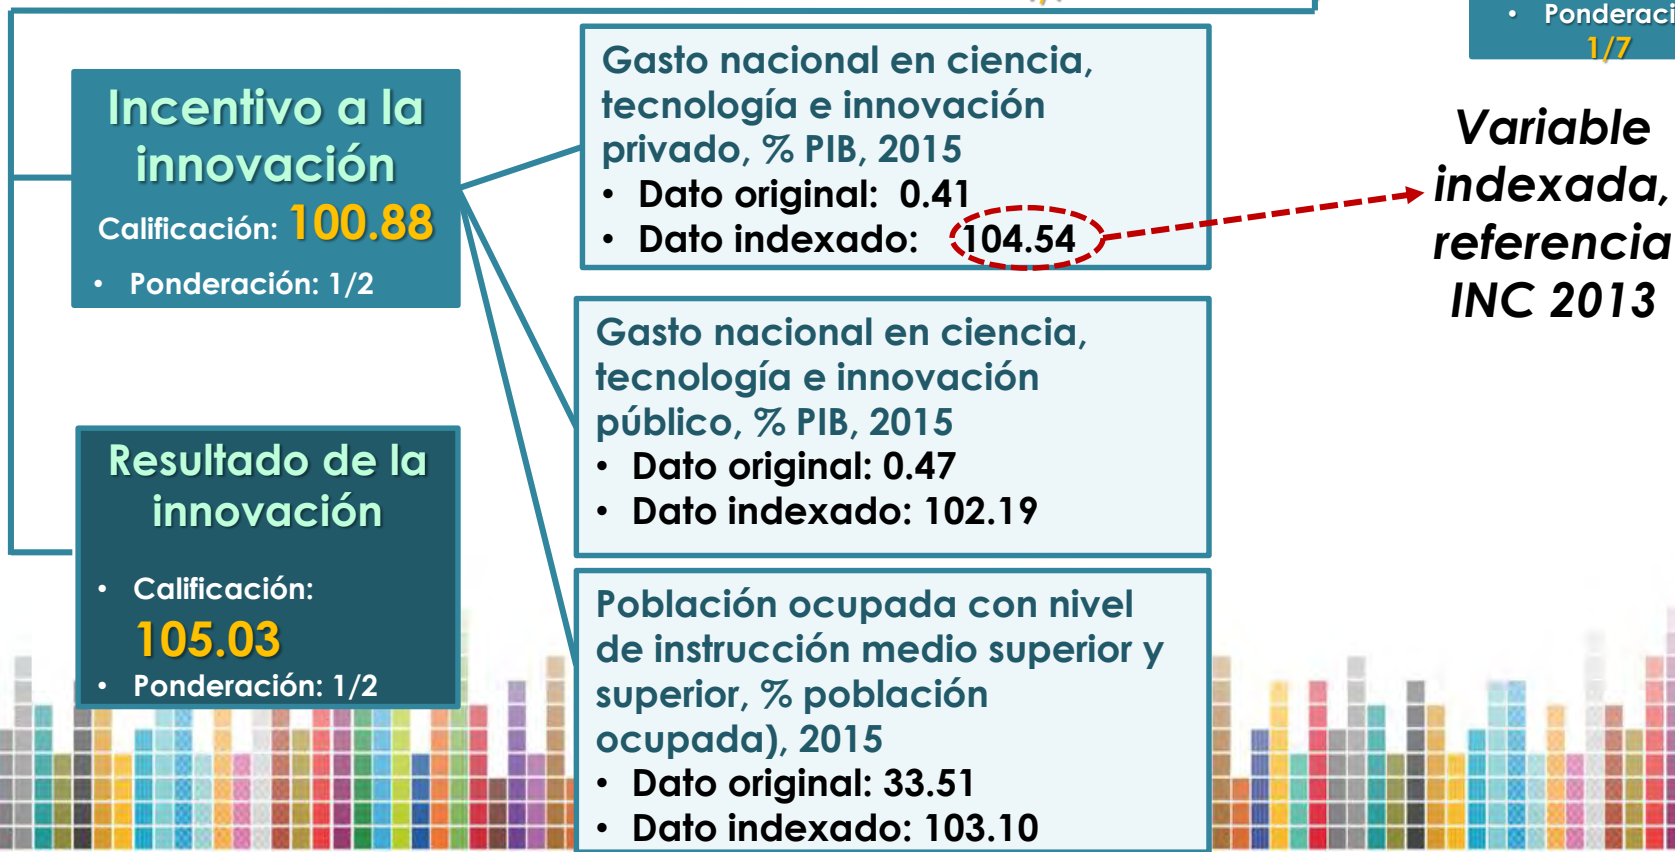 Ponderaci
1/7
Incentivo a la
innovación
Calificación: 100.88
• Ponderación: 1/2
Gasto nacional en ciencia,
tecnología e innovación
privado, % PIB, 2015
• Dato original: 0.41
• Dato indexado: 104.54
Variable
indexada,
referencia
INC 2013
Gasto nacional en ciencia,
tecnología e innovación
público, % PIB, 2015
• Dato original: 0.47
• Dato indexado: 102.19
Resultado de la
innovación
• Calificación:
105.03
• Ponderación: 1/2
Población ocupada con nivel
de instrucción medio superior y
superior, % población
ocupada), 2015
• Dato original: 33.51
• Dato indexado: 103.10